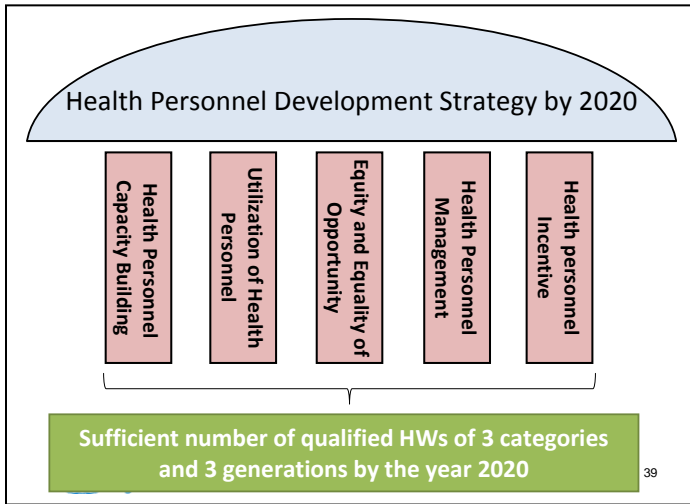 Health Personnel Development Strategy by 2020
Health Personnel
Capacity Building
Utilization of Health
Personnel
Equity and Equality of
Opportunity
Health Personnel
Management
Health personnel
Incentive
Sufficient number of qualified HWs of 3 categories
and 3 generations by the year 2020
39